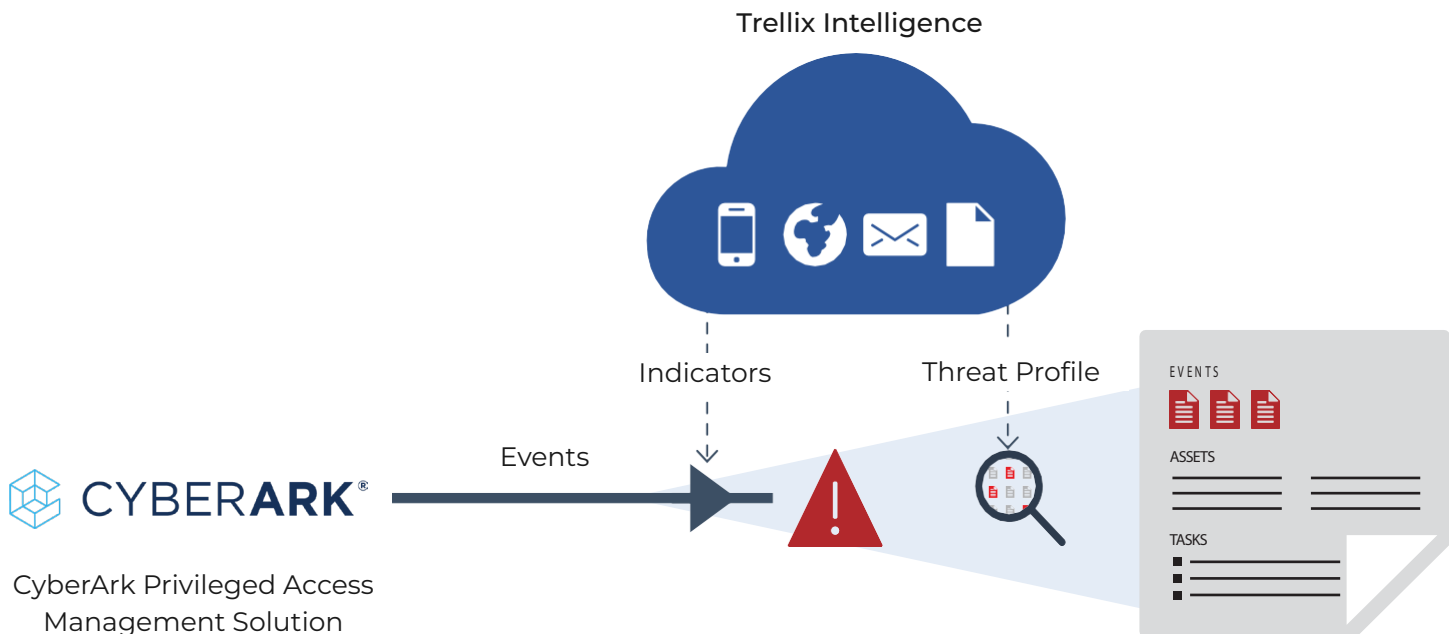 Trellix Intelligence
Indicators
Threat Profile
Events
CYBERARK®
CyberArk Privileged Access
Management Solution
EVENTS
ASSETS
TASKS